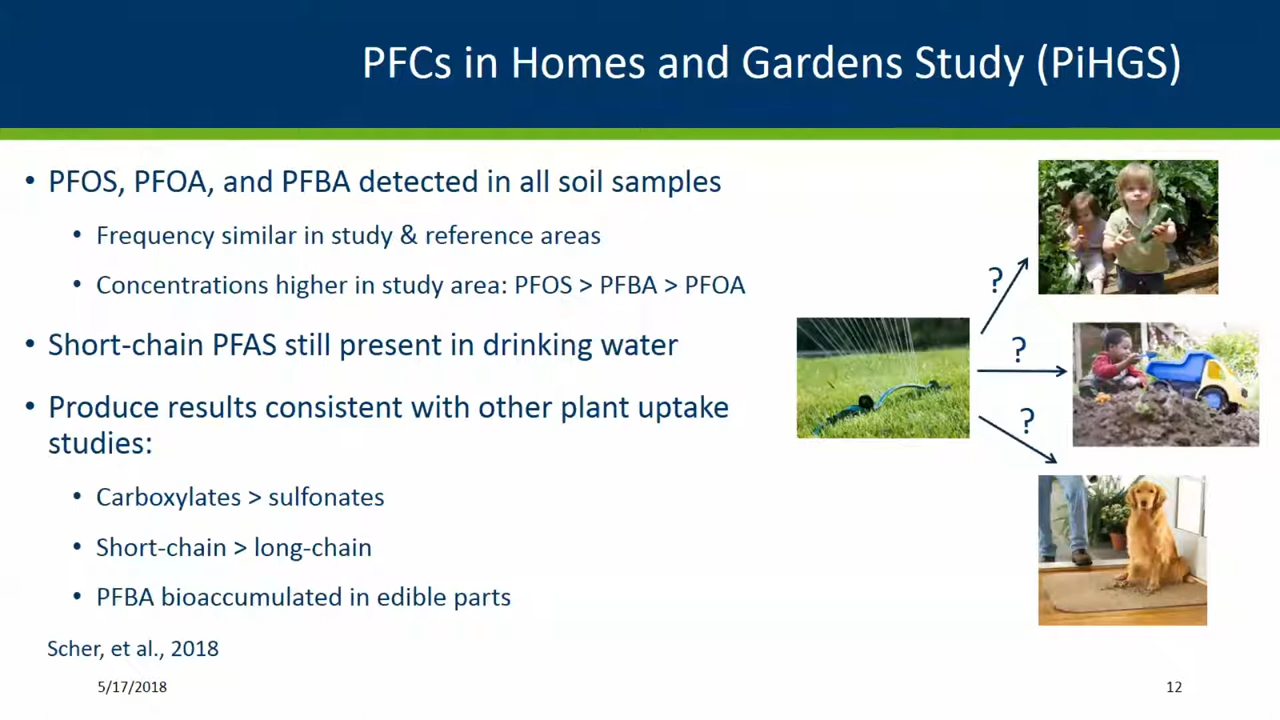 PFCs in Homes and Gardens Study (PiHGS)
• PFOS, PFOA, and PFBA detected in all soil samples
• Frequency similar in study & reference areas
• Concentrations higher in study area: PFOS > PFBA > PFOA
• Short-chain PFAS still present in drinking water
• Produce results consistent with other plant uptake
studies:
• Carboxylates > sulfonates
• Short-chain > long-chain
• PFBA bioaccumulated in edible parts
Scher, et al., 2018
?
?
?
5/17/2018
12